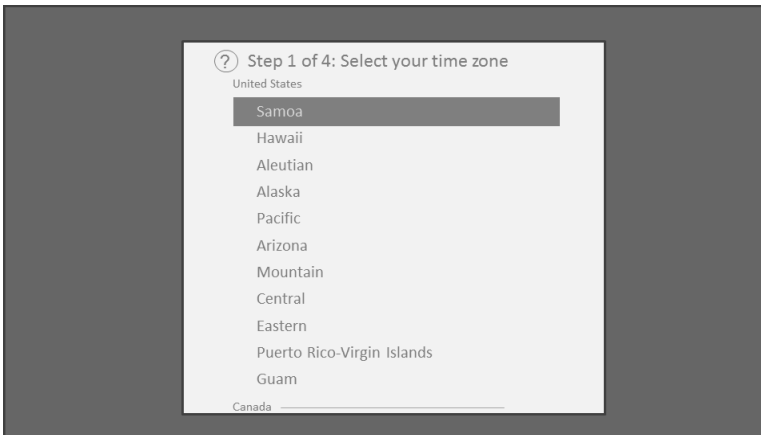 ? Step 1 of 4: Select your time zone
United States
Samoa
Hawaii
Aleutian
Alaska
Pacific
Arizona
Mountain
Central
Eastern
Puerto Rico-Virgin Islands
Guam
Canada